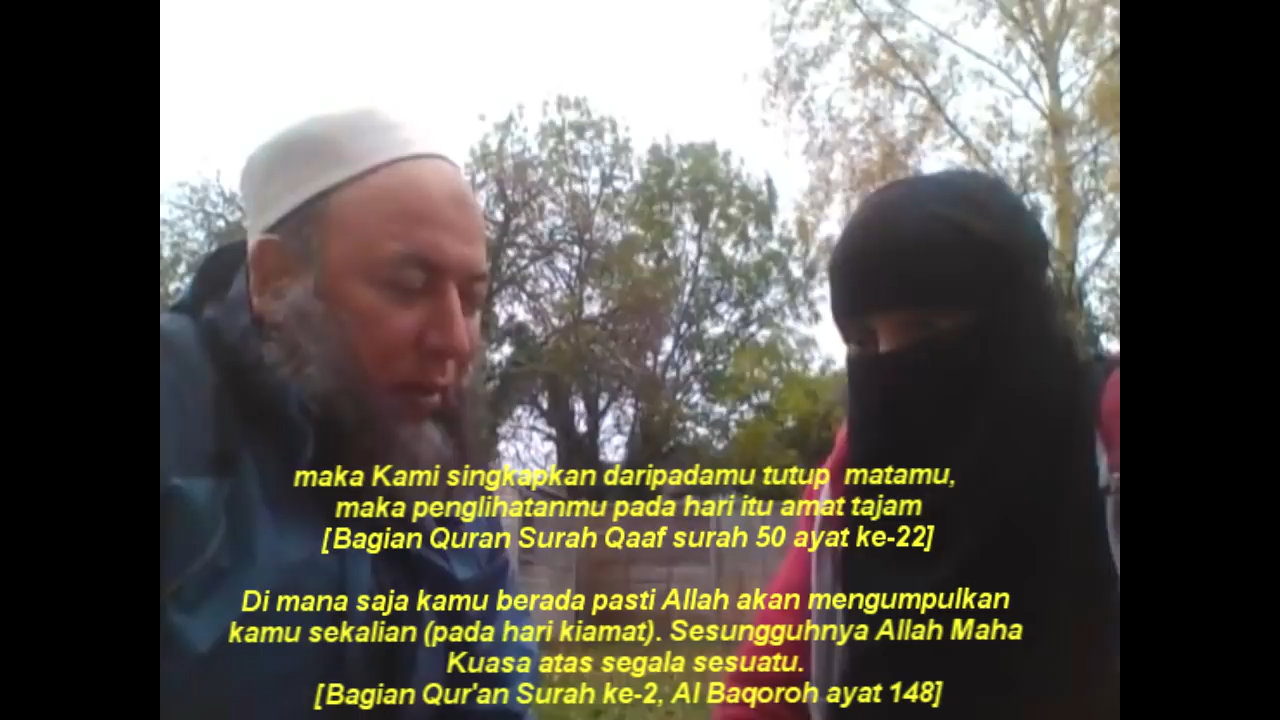 maka Kami singkapkan daripadamu tutup matamu,
maka penglihatanmu pada hari itu amat tajam
[Bagian Quran Surah Qaaf surah 50 ayat ke-22]
Di mana saja kamu berada pasti Allah akan mengumpulkan
kamu sekalian (pada hari kiamat). Sesungguhnya Allah Maha
Kuasa atas segala sesuatu.
[Bagian Qur'an Surah ke-2, Al Baqoroh ayat 148]